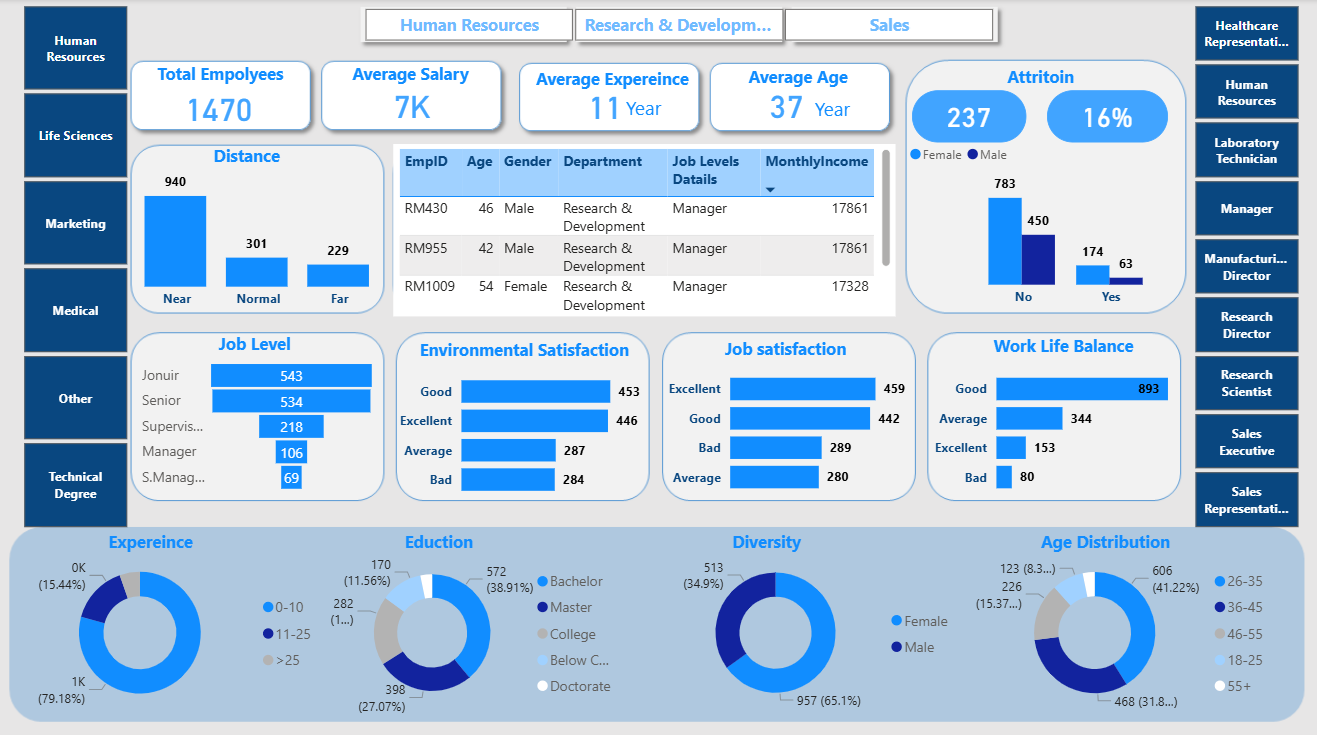 Human Resources
Research & Developm...
Sales
Human
Resources
Life Sciences
Marketing
Medical
Other
Technical
Degree
Total Empolyees
1470
Average Salary
7K
Average Expereince
11 Year
Average Age
37 Year
Attritoin
237
16%
Female
Male
783
450
174
63
No
Yes
Distance
940
301
229
Near
Normal
Far
EmpID Age Gender Department Job Levels Datails MonthlyIncome
RM430 46 Male Research & Development Manager 17861
RM955 42 Male Research & Development Manager 17861
RM1009 54 Female Research & Development Manager 17328
Healthcare
Representati...
Human
Resources
Laboratory
Technician
Manager
Manufacturi...
Director
Research
Director
Research
Scientist
Sales
Executive
Sales
Representati...
Job Level
Jonuir 543
Senior 534
Supervis... 218
Manager 106
S.Manag... 69
Environmental Satisfaction
Good 453
Excellent 446
Average 287
Bad 284
Job satisfaction
Excellent 459
Good 442
Bad 289
Average 280
Work Life Balance
Good 893
Average 344
Excellent 153
Bad 80
Expereince
0K
(15.44%)
1K
(79.18%)
0-10
11-25
>25
Eduction
170
(11.56%)
572
(38.91%)
282
(1...)
398
(27.07%)
Bachelor
Master
College
Below C...
Doctorate
Diversity
513
(34.9%)
957 (65.1%)
Female
Male
Age Distribution
123 (8.3...)
606
(41.22%)
226
(15.37...)
468 (31.8...)
26-35
36-45
46-55
18-25
55+